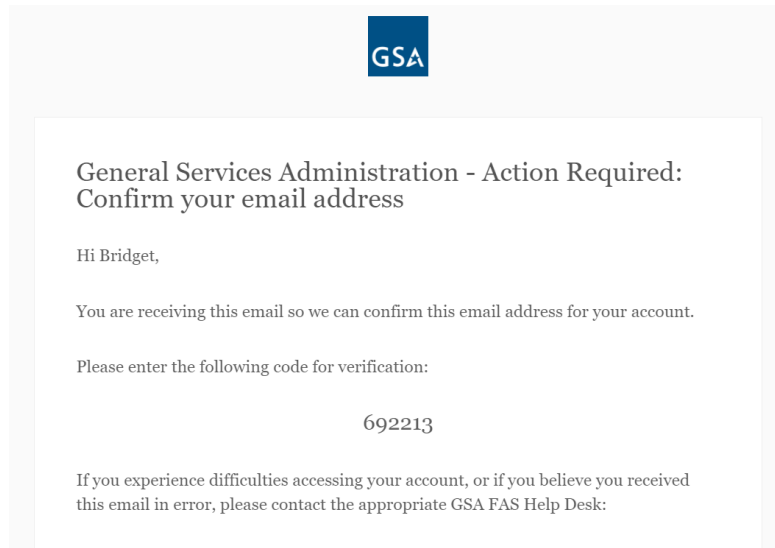 GSA
General Services Administration - Action Required:
Confirm your email address
Hi Bridget,
You are receiving this email so we can confirm this email address for your account.
Please enter the following code for verification:
692213
If you experience difficulties accessing your account, or if you believe you received
this email in error, please contact the appropriate GSA FAS Help Desk: